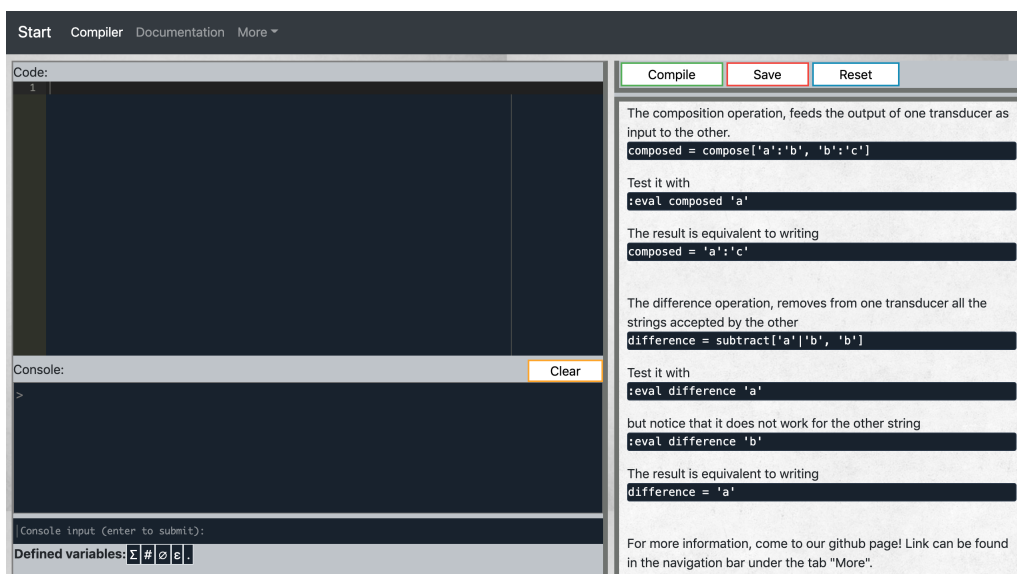 Start Compiler Documentation More
Code:
1
Compile Save Reset
The composition operation, feeds the output of one transducer as
input to the other.
composed = compose['a':'b', 'b':'c']
Test it with
:eval composed 'a'
The result is equivalent to writing
composed = 'a':'c'
The difference operation, removes from one transducer all the
strings accepted by the other
difference = subtract['a'|'b', 'b']
Test it with
:eval difference 'a'
but notice that it does not work for the other string
:eval difference 'b'
The result is equivalent to writing
difference = 'a'
For more information, come to our github page! Link can be found
in the navigation bar under the tab "More".
Console: Clear
>
Console input (enter to submit):
Defined variables: Σ # ∅ ε .